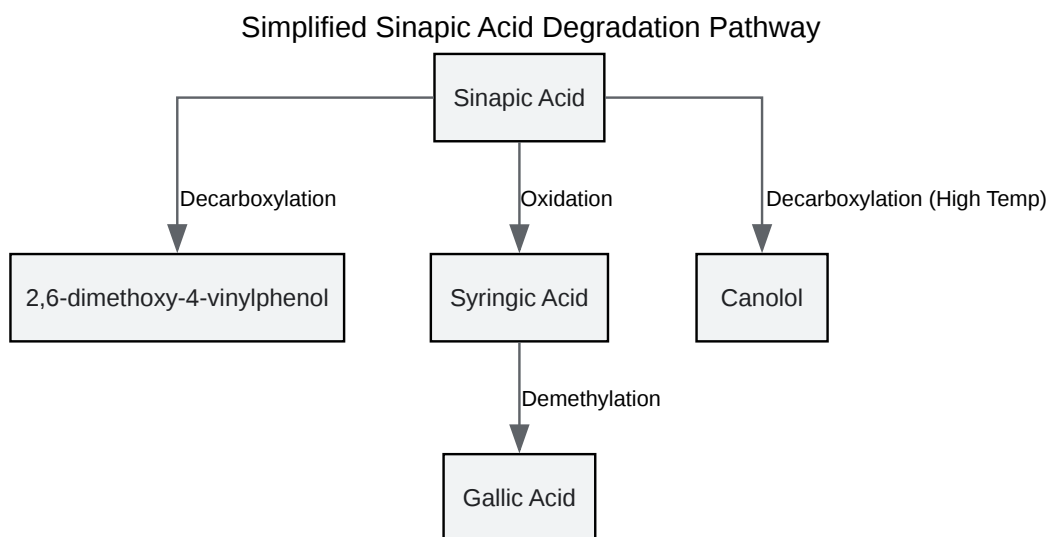 Simplified Sinapic Acid Degradation Pathway
Sinapic Acid
Decarboxylation
Oxidation
Decarboxylation (High Temp)
2,6-dimethoxy-4-vinylphenol
Syringic Acid
Canolol
Demethylation
Gallic Acid